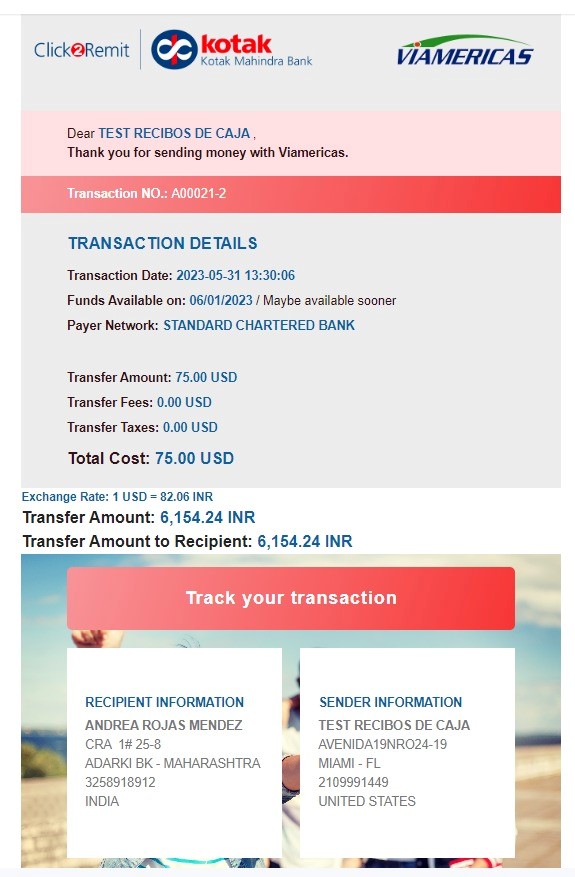 Click2Remit
kotak
Kotak Mahindra Bank
VIAMERICAS
Dear TEST RECIBOS DE CAJA ,
Thank you for sending money with Viamericas.
Transaction NO.: A00021-2
TRANSACTION DETAILS
Transaction Date: 2023-05-31 13:30:06
Funds Available on: 06/01/2023 / Maybe available sooner
Payer Network: STANDARD CHARTERED BANK
Transfer Amount: 75.00 USD
Transfer Fees: 0.00 USD
Transfer Taxes: 0.00 USD
Total Cost: 75.00 USD
Exchange Rate: 1 USD = 82.06 INR
Transfer Amount: 6,154.24 INR
Transfer Amount to Recipient: 6,154.24 INR
Track your transaction
RECIPIENT INFORMATION
ANDREA ROJAS MENDEZ
CRA 1# 25-8
ADARKI BK - MAHARASHTRA
3258918912
INDIA
SENDER INFORMATION
TEST RECIBOS DE CAJA
AVENIDA19NRO24-19
MIAMI - FL
2109991449
UNITED STATES